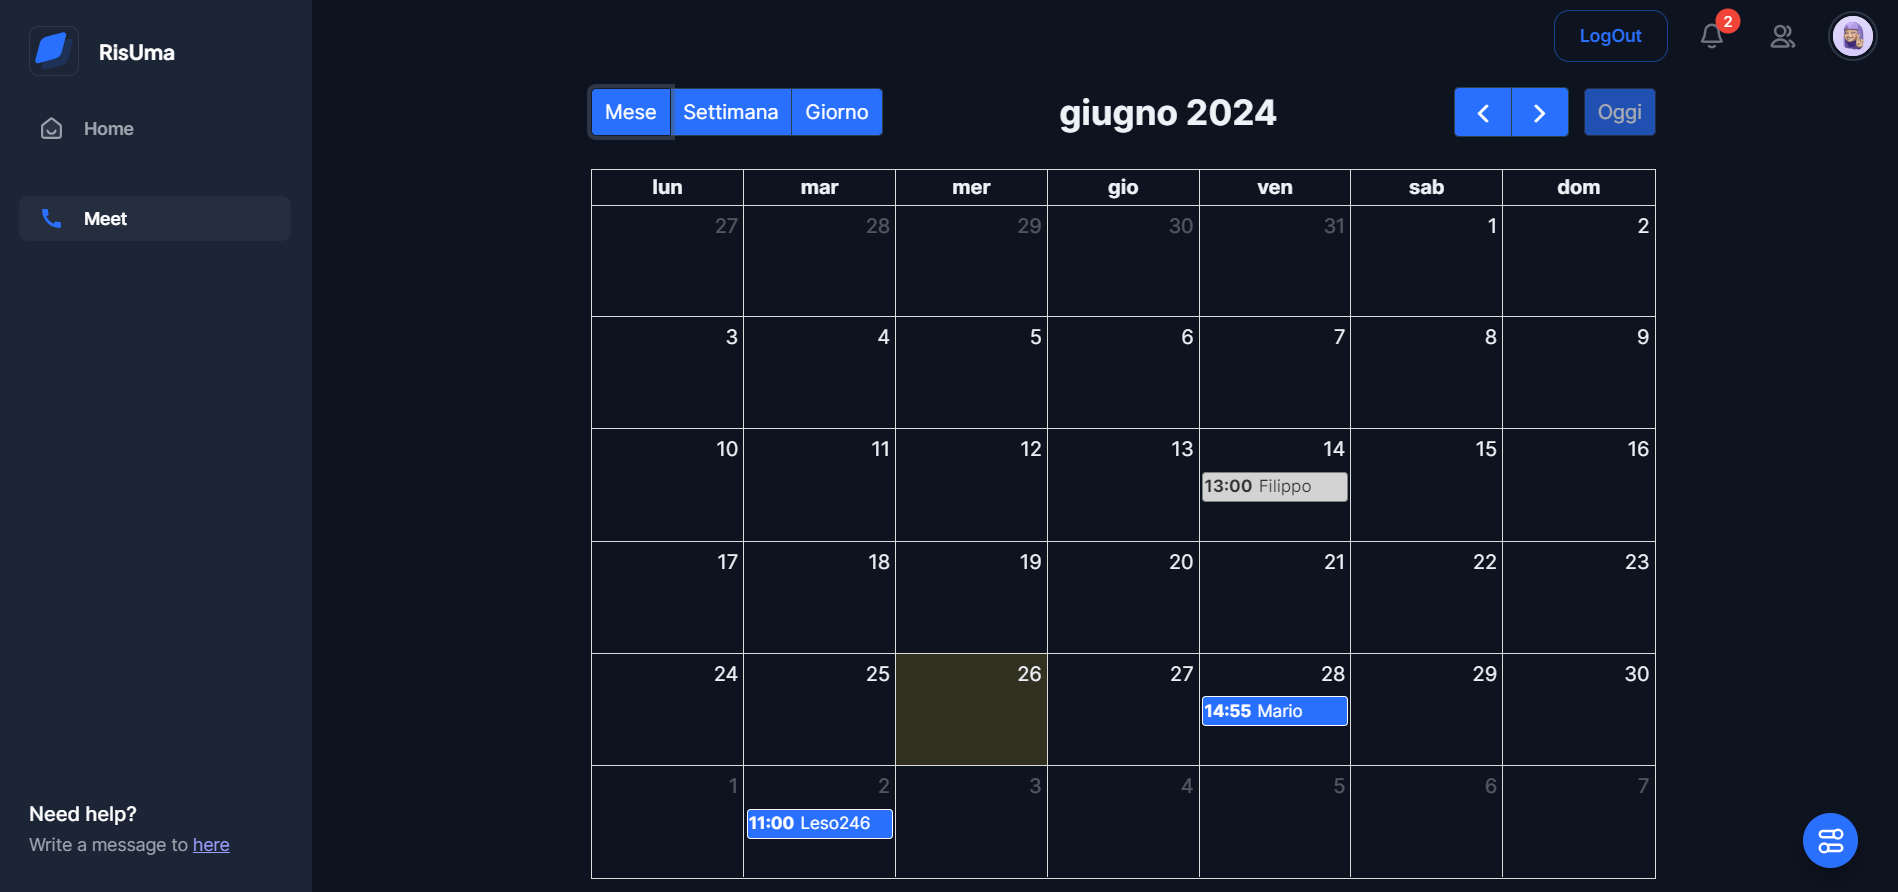 RisUma
Home
Meet
Need help?
Write a message to here
LogOut
2
Mese Settimana Giorno
giugno 2024
Oggi
lun mar mer gio ven sab dom
27 28 29 30 31 1 2
3 4 5 6 7 8 9
10 11 12 13 14 15 16
13:00 Filippo
17 18 19 20 21 22 23
24 25 26 27 28 29 30
14:55 Mario
1 2 3 4 5 6 7
11:00 Leso246